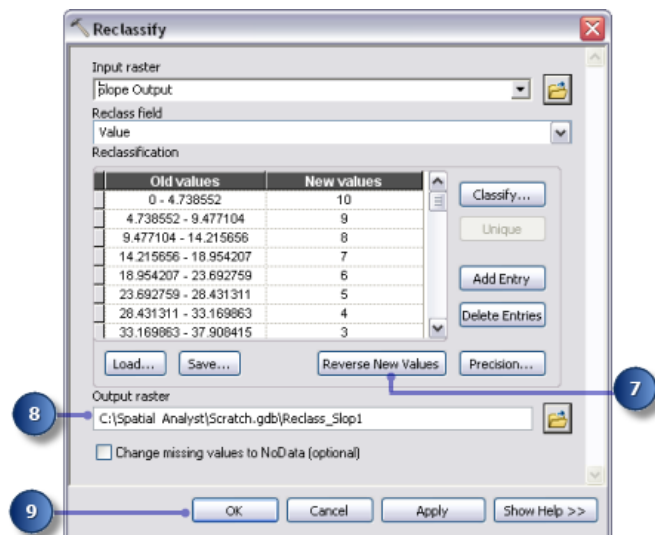 Reclassify
Input raster
Slope Output
Reclass field
Value
Reclassification
Old values New values
0 - 4.738552 10
4.738552 - 9.477104 9
9.477104 - 14.215656 8
14.215656 - 18.954207 7
18.954207 - 23.692759 6
23.692759 - 28.431311 5
28.431311 - 33.169863 4
33.169863 - 37.908415 3
Classify...
Unique
Add Entry
Delete Entries
Load... Save... Reverse New Values Precision...
7
Output raster
8
C:\Spatial Analyst\Scratch.gdb\Reclass_Slop1
Change missing values to NoData (optional)
9
OK Cancel Apply Show Help >>